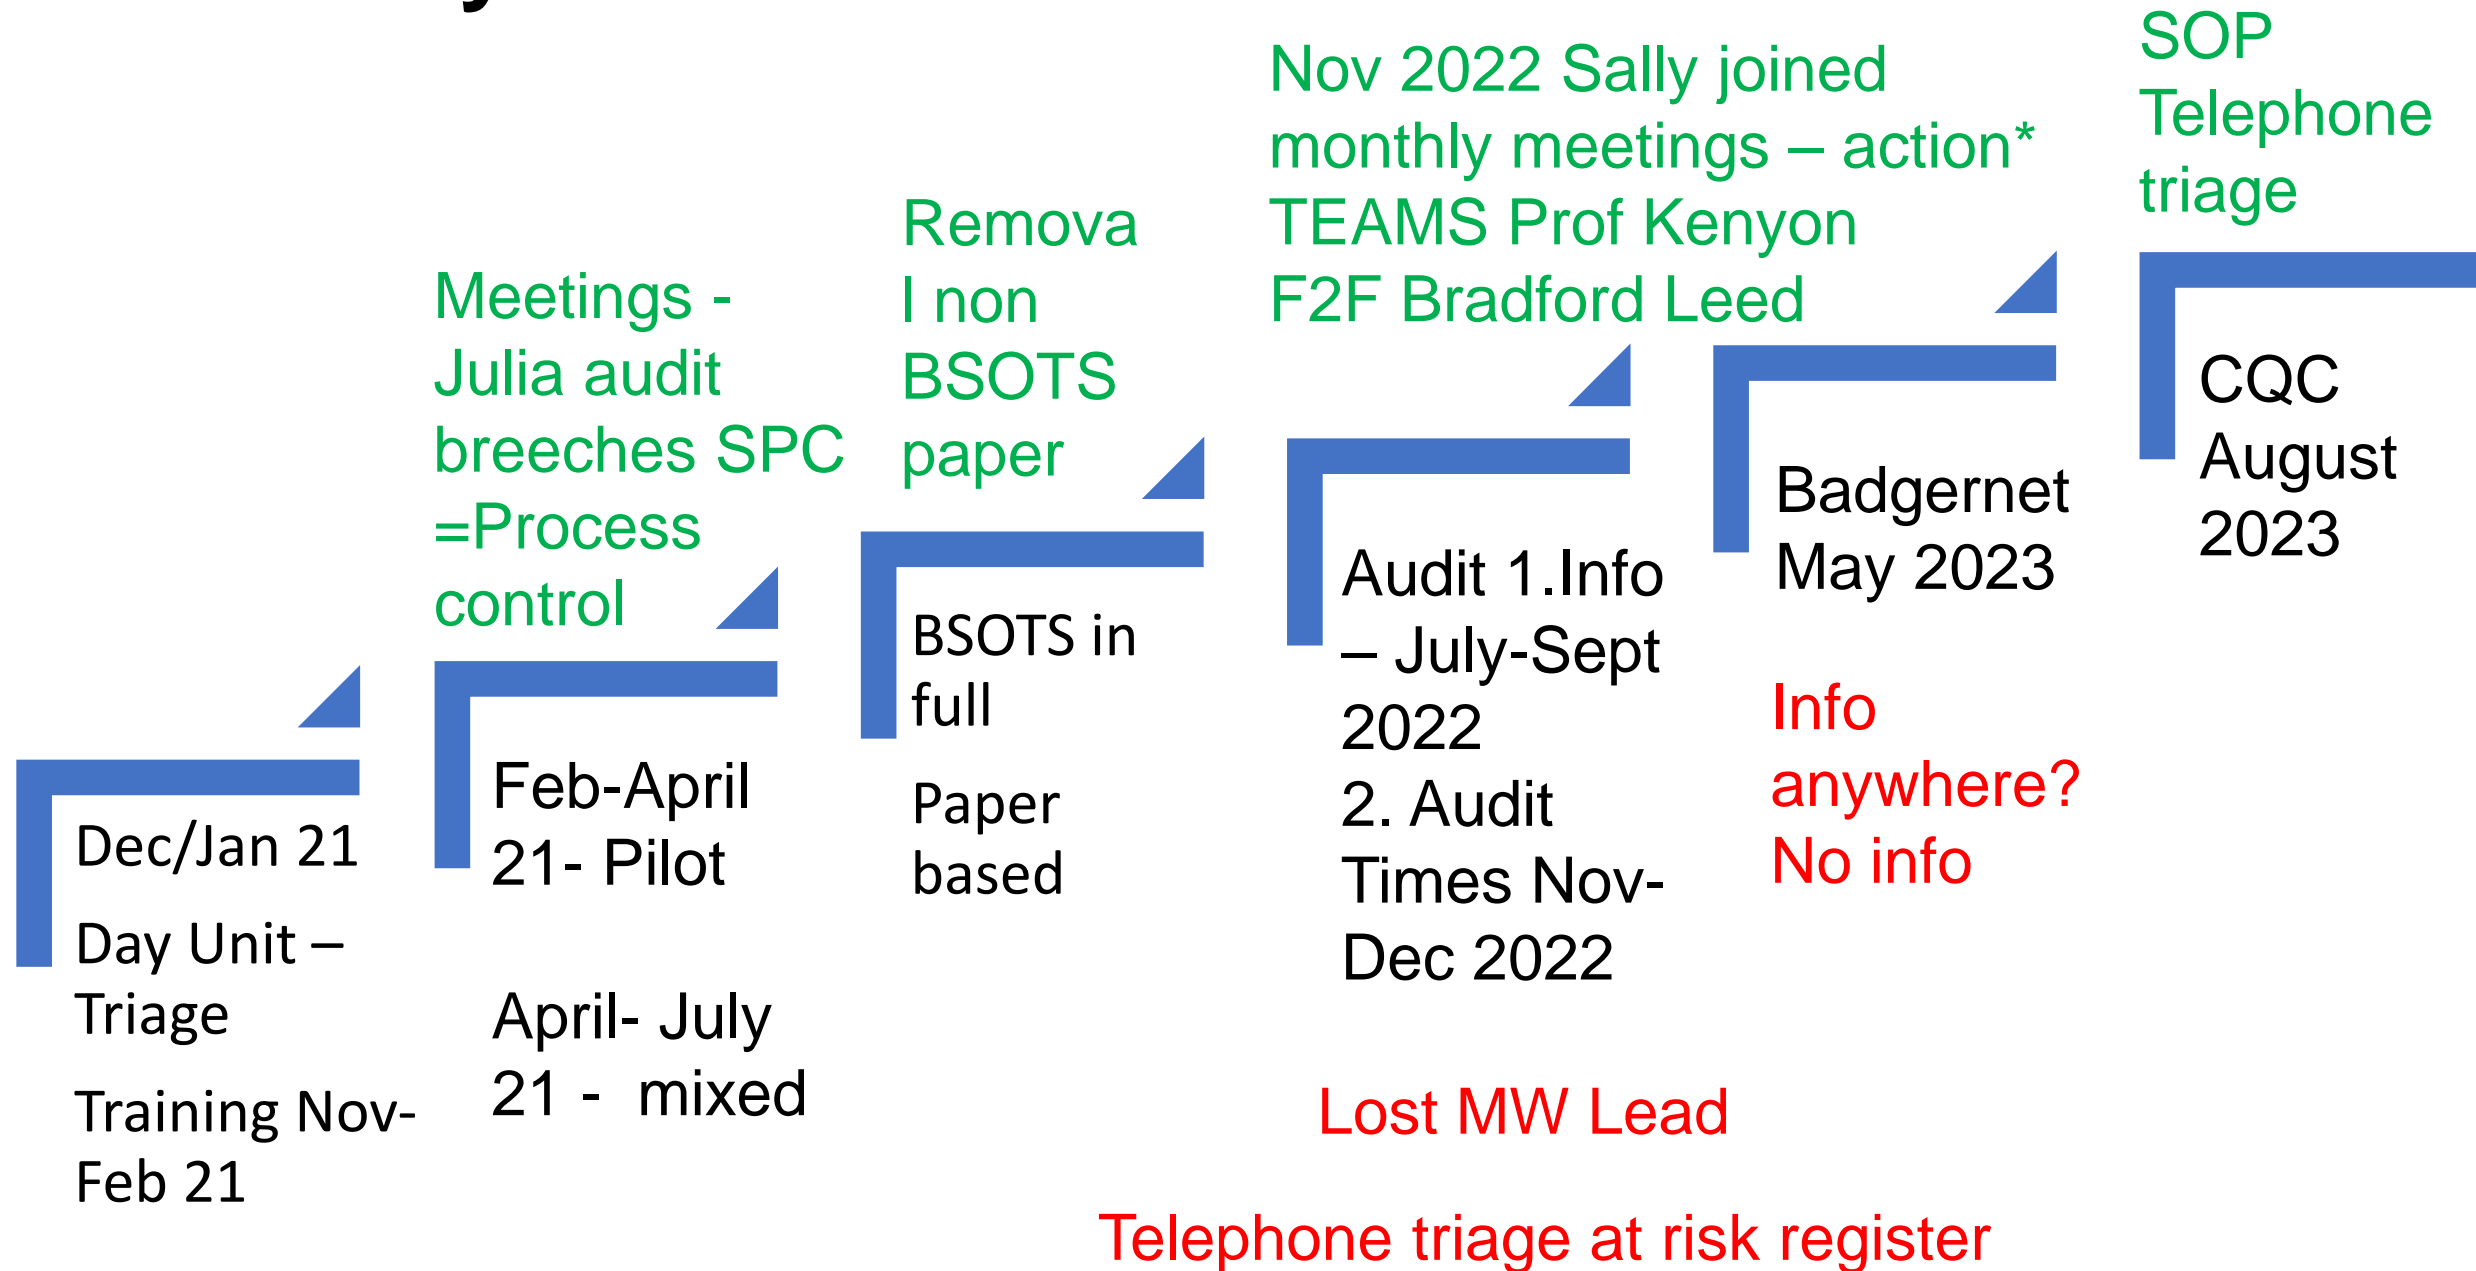 Dec/Jan 21
Day Unit –
Triage
Training Nov-
Feb 21
Meetings -
Julia audit
breeches SPC
=Process
control
Feb-April
21- Pilot
April- July
21 -  mixed
Remova
l non
BSOTS
paper
BSOTS in
full
Paper
based
Nov 2022 Sally joined
monthly meetings – action*
TEAMS Prof Kenyon
F2F Bradford Leed
Audit 1.Info
– July-Sept
2022
2. Audit
Times Nov-
Dec 2022
Lost MW Lead
Telephone triage at risk register
Badgernet
May 2023
Info
anywhere?
No info
SOP
Telephone
triage
CQC
August
2023